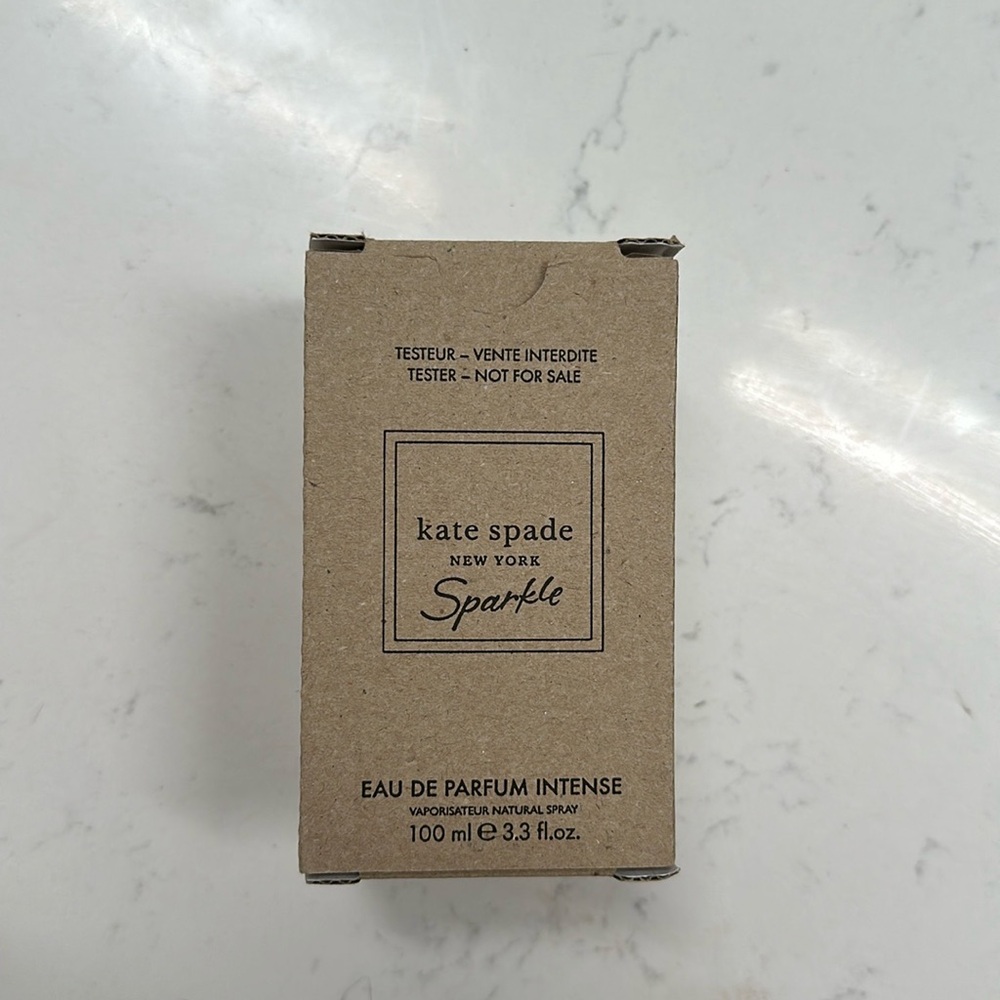 TESTEUR – VENTE INTERDITE
TESTER – NOT FOR SALE
kate spade
NEW YORK
Sparkle
EAU DE PARFUM INTENSE
VAPORISATEUR NATURAL SPRAY
100 ml ℮ 3.3 fl.oz.